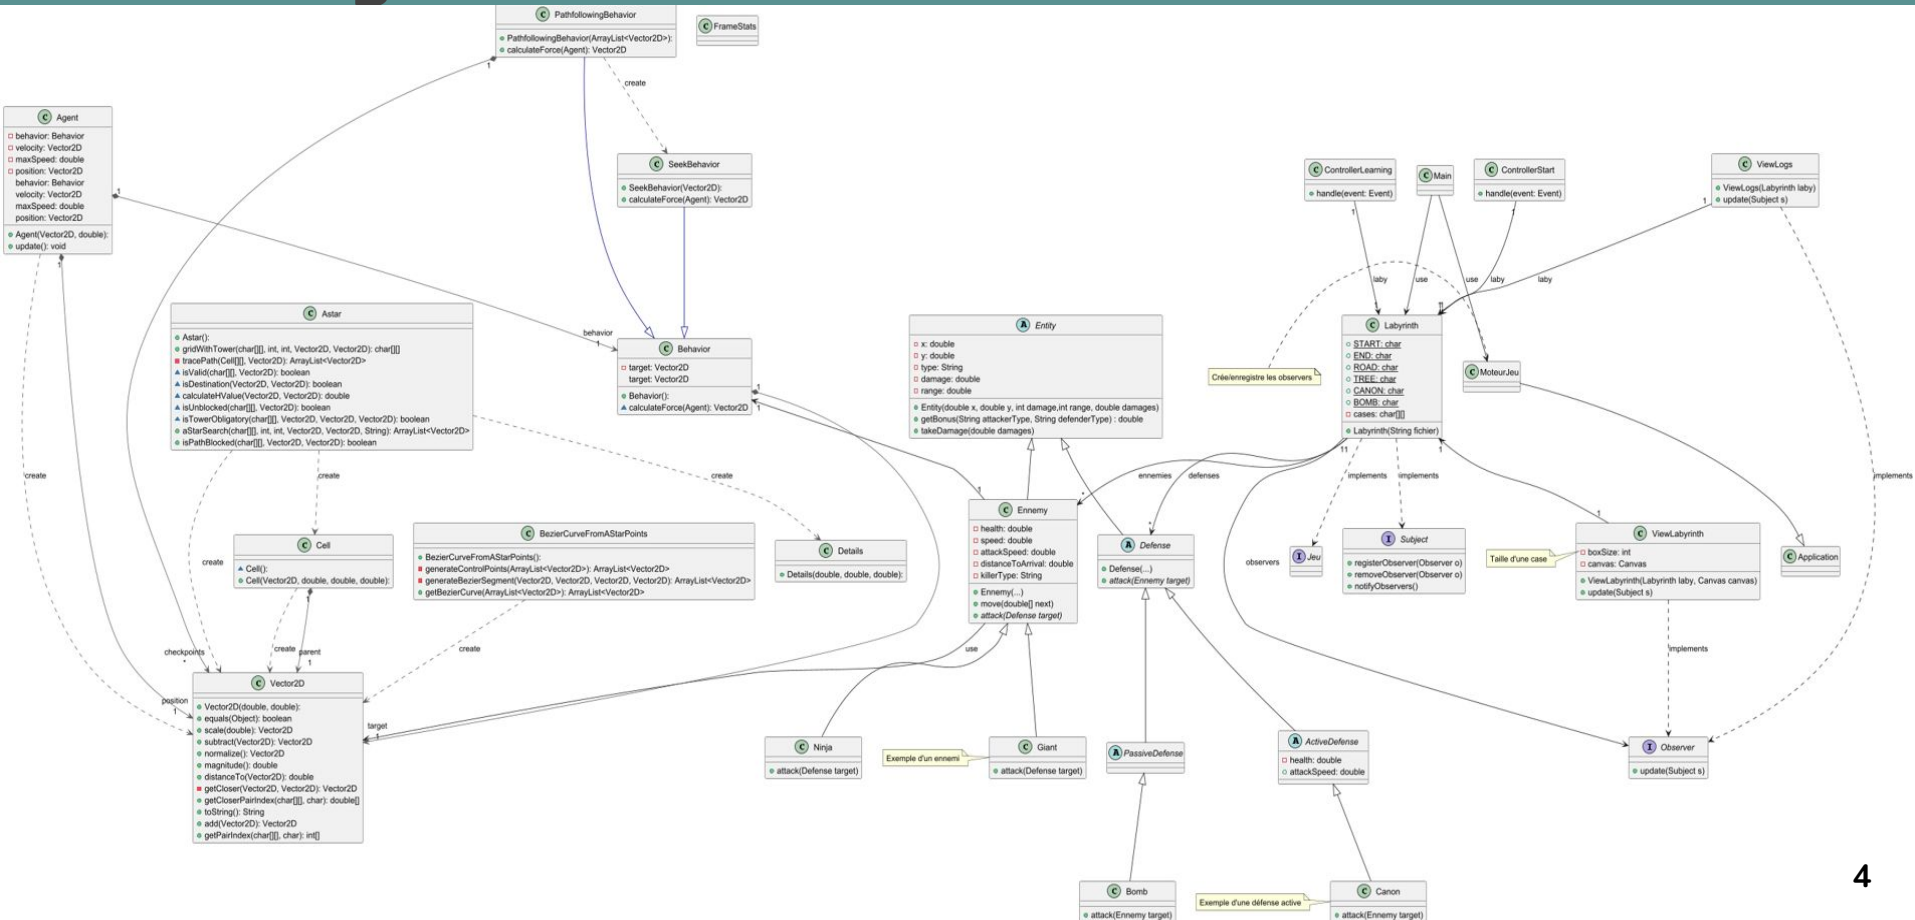 PathfollowingBehavior
PathfollowingBehavior(ArrayList<Vector2D>):
calculateForce(Agent): Vector2D
1
FrameStats
create
Agent
behavior: Behavior
velocity: Vector2D
maxSpeed: double
position: Vector2D
behavior: Behavior
velocity: Vector2D
maxSpeed: double
position: Vector2D
Agent(Vector2D, double):
update(): void
1
1
SeekBehavior
SeekBehavior(Vector2D):
calculateForce(Agent): Vector2D
ControllerLearning
handle(event: Event)
1
Main
ControllerStart
handle(event: Event)
1
ViewLogs
ViewLogs(Labyrinth laby)
update(Subject s)
1
laby
use
use
laby
laby
Astar
Astar():
gridWithTower(char[][], int, int, Vector2D, Vector2D): char[][]
tracePath(Cell[][], Vector2D): ArrayList<Vector2D>
isValid(char[][], Vector2D): boolean
isDestination(Vector2D, Vector2D): boolean
calculateHValue(Vector2D, Vector2D): double
isUnblocked(char[][], Vector2D): boolean
isTowerObligatory(char[][], Vector2D, Vector2D, Vector2D): boolean
aStarSearch(char[][], int, int, Vector2D, Vector2D, String): ArrayList<Vector2D>
isPathBlocked(char[][], Vector2D, Vector2D): boolean
behavior
1
Behavior
target: Vector2D
target: Vector2D
Behavior():
calculateForce(Agent): Vector2D
1
1
Entity
x: double
y: double
type: String
damage: double
range: double
Entity(double x, double y, int damage,int range, double damages)
getBonus(String attackerType, String defenderType) : double
takeDamage(double damages)
Crée/enregistre les observers
Labyrinth
START: char
END: char
ROAD: char
TREE: char
CANON: char
BOMB: char
cases: char[][]
Labyrinth(String fichier)
MoteurJeu
11
1
create
create
create
ennemies
defenses
implements
implements
implements
1
*
*
1
Cell
Cell():
Cell(Vector2D, double, double, double):
1
BezierCurveFromAStarPoints
BezierCurveFromAStarPoints():
generateControlPoints(ArrayList<Vector2D>): ArrayList<Vector2D>
generateBezierSegment(Vector2D, Vector2D, Vector2D, Vector2D): ArrayList<Vector2D>
getBezierCurve(ArrayList<Vector2D>): ArrayList<Vector2D>
Details
Details(double, double, double):
Ennemy
health: double
speed: double
attackSpeed: double
distanceToArrival: double
killerType: String
Ennemy(...)
move(double[] next)
attack(Defense target)
Defense
Defense(...)
attack(Ennemy target)
observers
Jeu
Subject
registerObserver(Observer o)
removeObserver(Observer o)
notifyObservers()
Taille d'une case
ViewLabyrinth
boxSize: int
canvas: Canvas
ViewLabyrinth(Labyrinth laby, Canvas canvas)
update(Subject s)
Application
create
checkpoints
*
create
parent
1
create
use
implements
Vector2D
Vector2D(double, double):
equals(Object): boolean
scale(double): Vector2D
subtract(Vector2D): Vector2D
normalize(): Vector2D
magnitude(): double
distanceTo(Vector2D): double
getCloser(Vector2D, Vector2D): Vector2D
getCloserPairIndex(char[][], char): double[]
toString(): String
add(Vector2D): Vector2D
getPairIndex(char[][], char): int[]
position
1
target
1
Ninja
attack(Defense target)
Exemple d'un ennemi
Giant
attack(Defense target)
PassiveDefense
ActiveDefense
health: double
attackSpeed: double
Observer
update(Subject s)
Bomb
attack(Ennemy target)
Exemple d'une défense active
Canon
attack(Ennemy target)
4